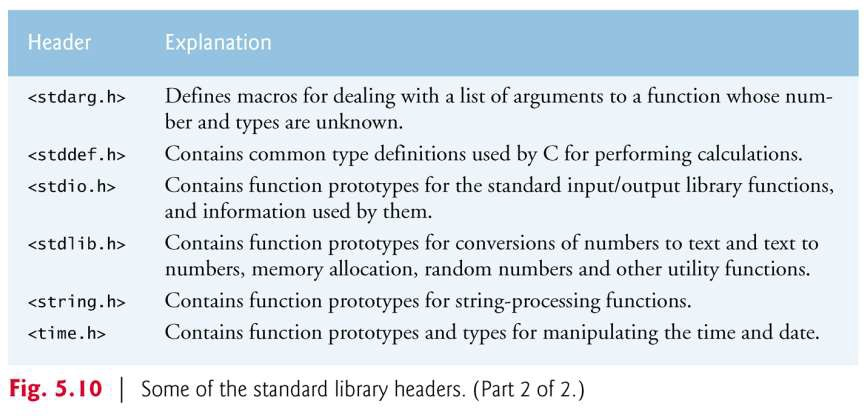 Header Explanation
<stdarg.h> Defines macros for dealing with a list of arguments to a function whose num-
ber and types are unknown.
<stddef.h> Contains common type definitions used by C for performing calculations.
<stdio.h> Contains function prototypes for the standard input/output library functions,
and information used by them.
<stdlib.h> Contains function prototypes for conversions of numbers to text and text to
numbers, memory allocation, random numbers and other utility functions.
<string.h> Contains function prototypes for string-processing functions.
<time.h> Contains function prototypes and types for manipulating the time and date.
Fig. 5.10 | Some of the standard library headers. (Part 2 of 2.)